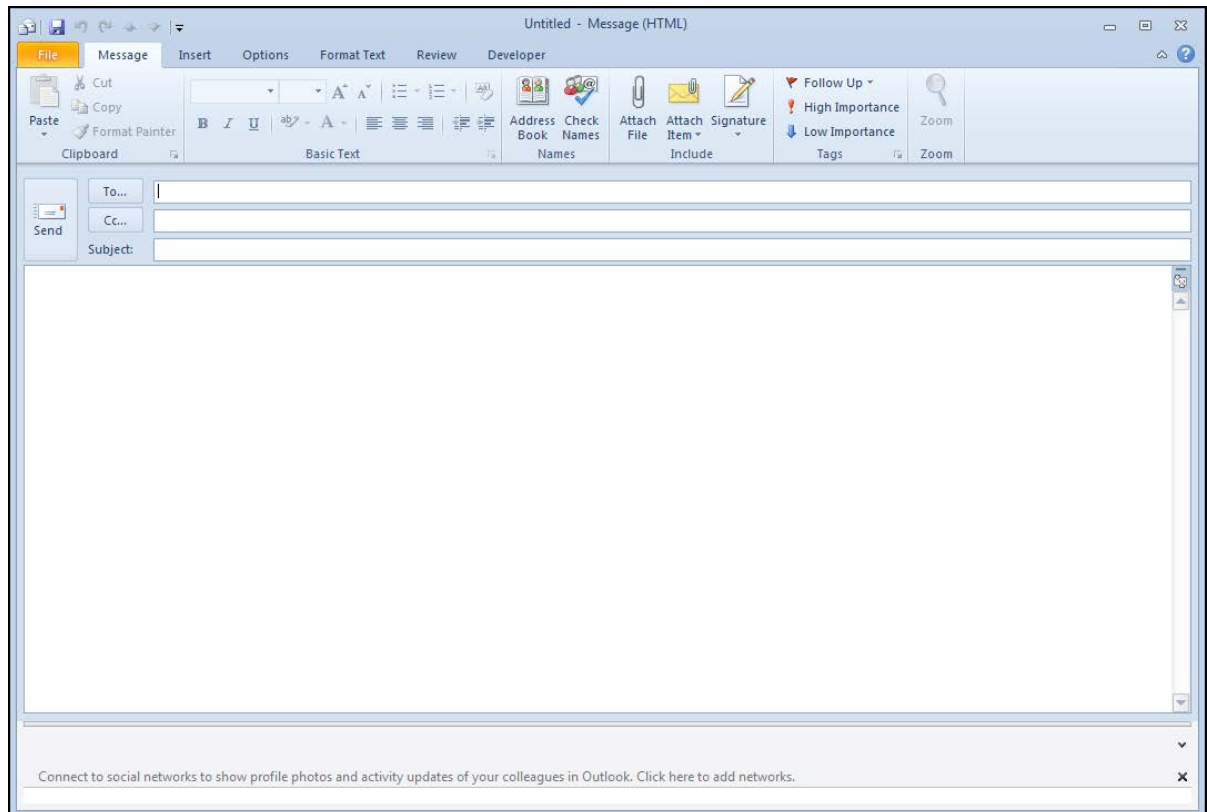 Untitled - Message (HTML)
File Message Insert Options Format Text Review Developer
Cut
Copy
Format Painter
Paste
Clipboard
B I U
Basic Text
Address Book
Check Names
Names
Attach File
Attach Item
Signature
Include
Follow Up
High Importance
Low Importance
Tags
Zoom
Zoom
To...
Cc...
Send
Subject:
Connect to social networks to show profile photos and activity updates of your colleagues in Outlook. Click here to add networks.